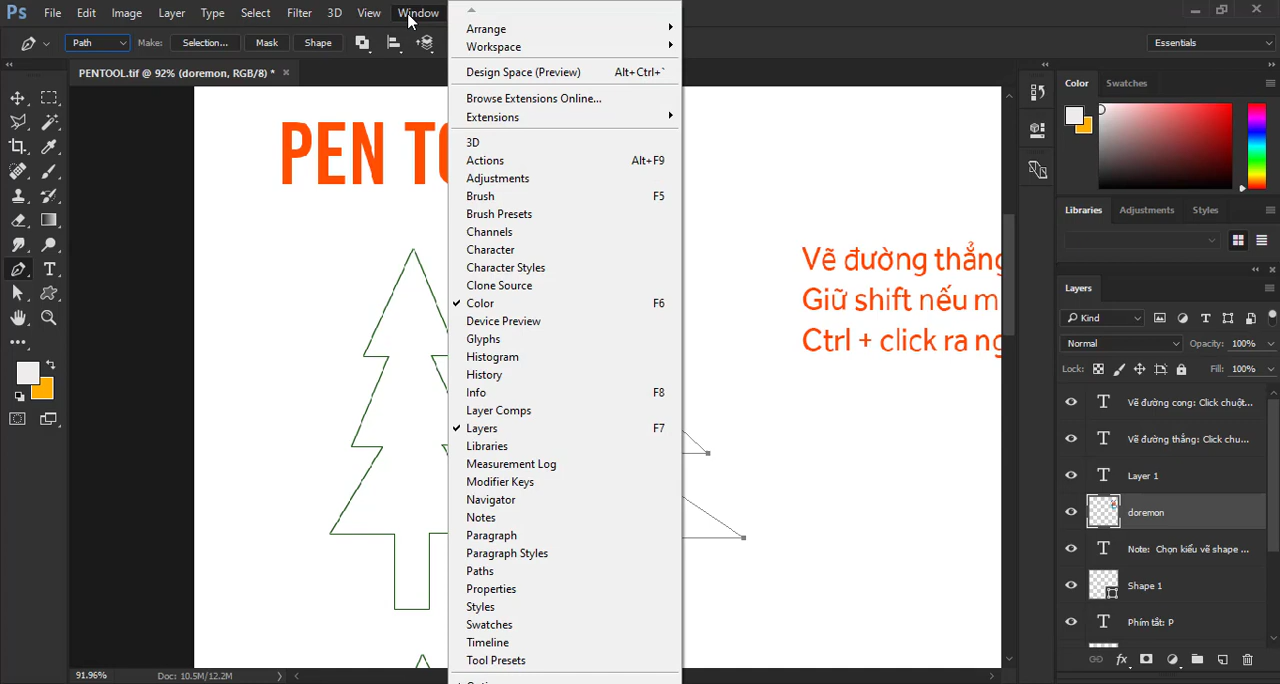 Ps File Edit Image Layer Type Select Filter 3D View Window
Path Make: Selection... Mask Shape Essentials
PENTOOL.tif @ 92% (doremon, RGB/8) * ×
Arrange
Workspace
Design Space (Preview) Alt+Ctrl+`
Browse Extensions Online...
Extensions
3D
Actions Alt+F9
Adjustments
Brush F5
Brush Presets
Channels
Character
Character Styles
Clone Source
Color F6
Device Preview
Glyphs
Histogram
History
Info F8
Layer Comps
Layers F7
Libraries
Measurement Log
Modifier Keys
Navigator
Notes
Paragraph
Paragraph Styles
Paths
Properties
Styles
Swatches
Timeline
Tool Presets
PEN TO
Vẽ đường thẳng
Giữ shift nếu m
Ctrl + click ra ng
Color Swatches
Libraries Adjustments Styles
Layers
Kind
Normal Opacity: 100%
Lock: Fill: 100%
Vẽ đường cong: Click chuột...
Vẽ đường thẳng: Click chu...
Layer 1
doremon
Note: Chọn kiểu vẽ shape ...
Shape 1
Phím tắt: P
91.96% Doc: 10.5M/12.2M